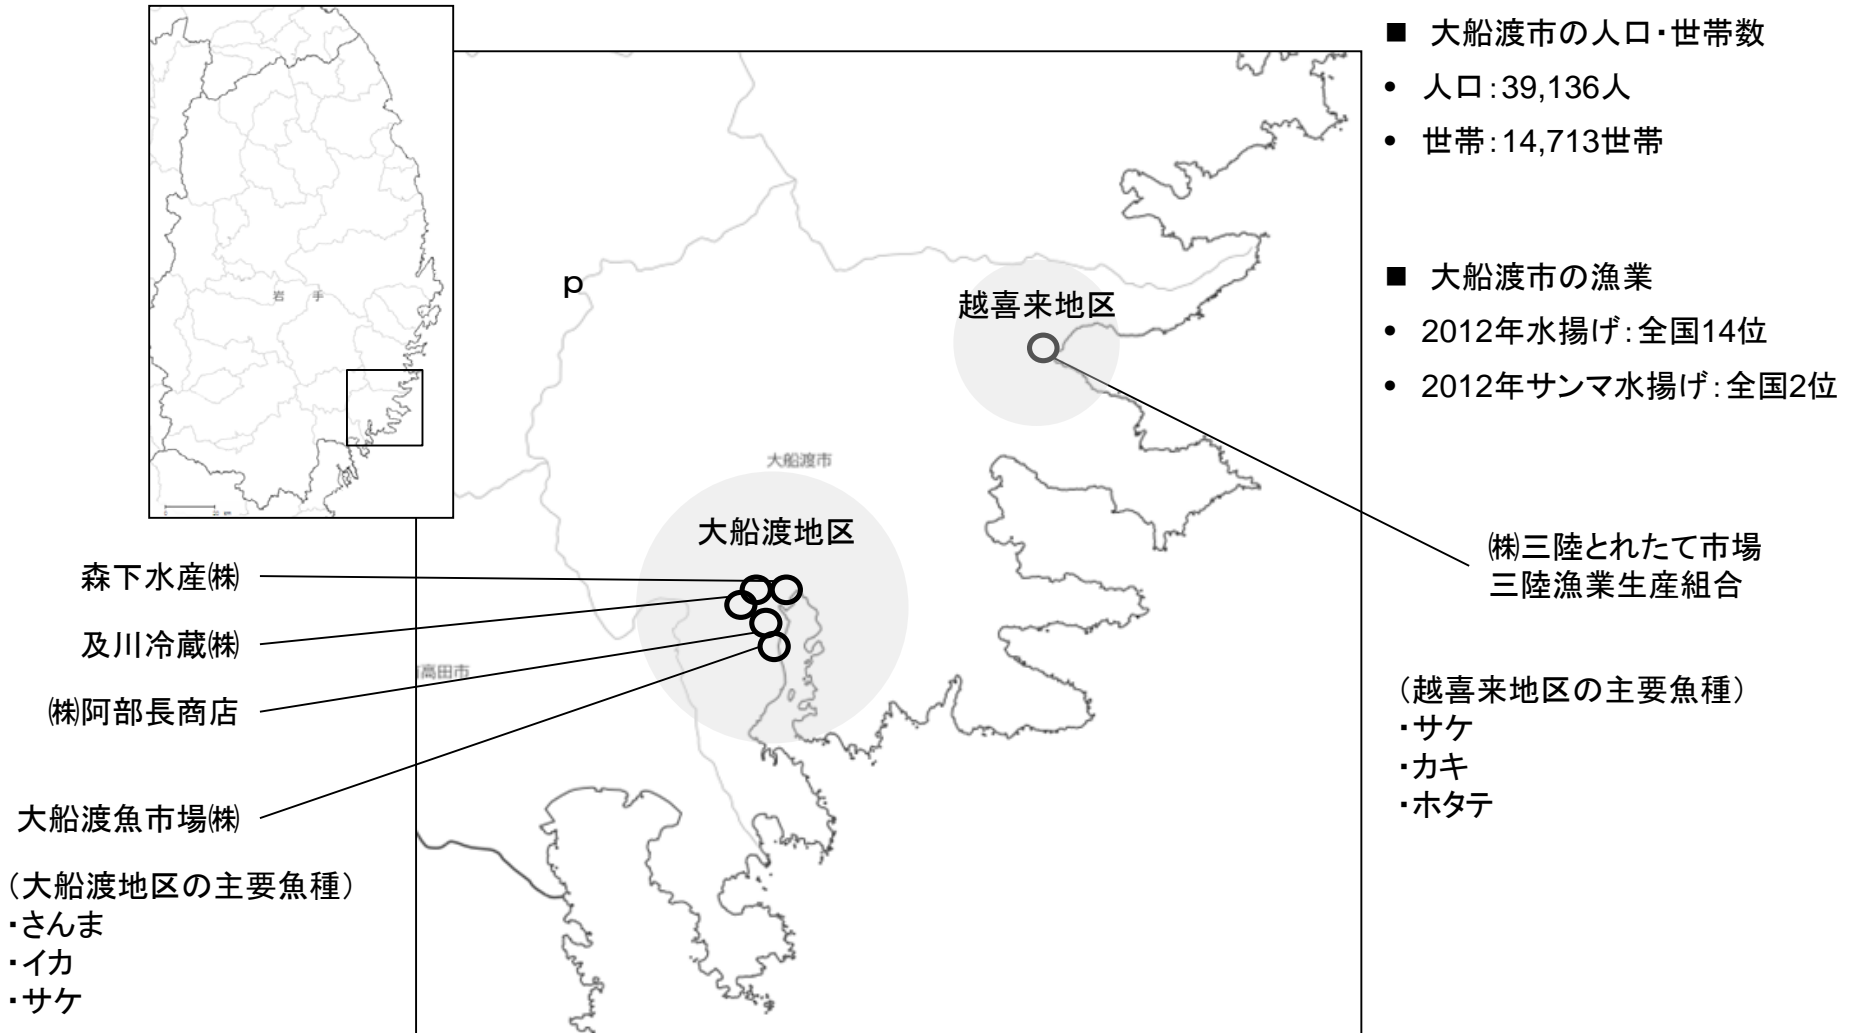 ■ 大船渡市の人口・世帯数
• 人口:39,136人
• 世帯:14,713世帯
■ 大船渡市の漁業
• 2012年水揚げ:全国14位
• 2012年サンマ水揚げ:全国2位
岩 手
p
越喜来地区
大船渡市
大船渡地区
高田市
森下水産㈱
及川冷蔵㈱
㈱阿部長商店
大船渡魚市場㈱
(大船渡地区の主要魚種)
・さんま
・イカ
・サケ
㈱三陸とれたて市場
三陸漁業生産組合
(越喜来地区の主要魚種)
・サケ
・カキ
・ホタテ